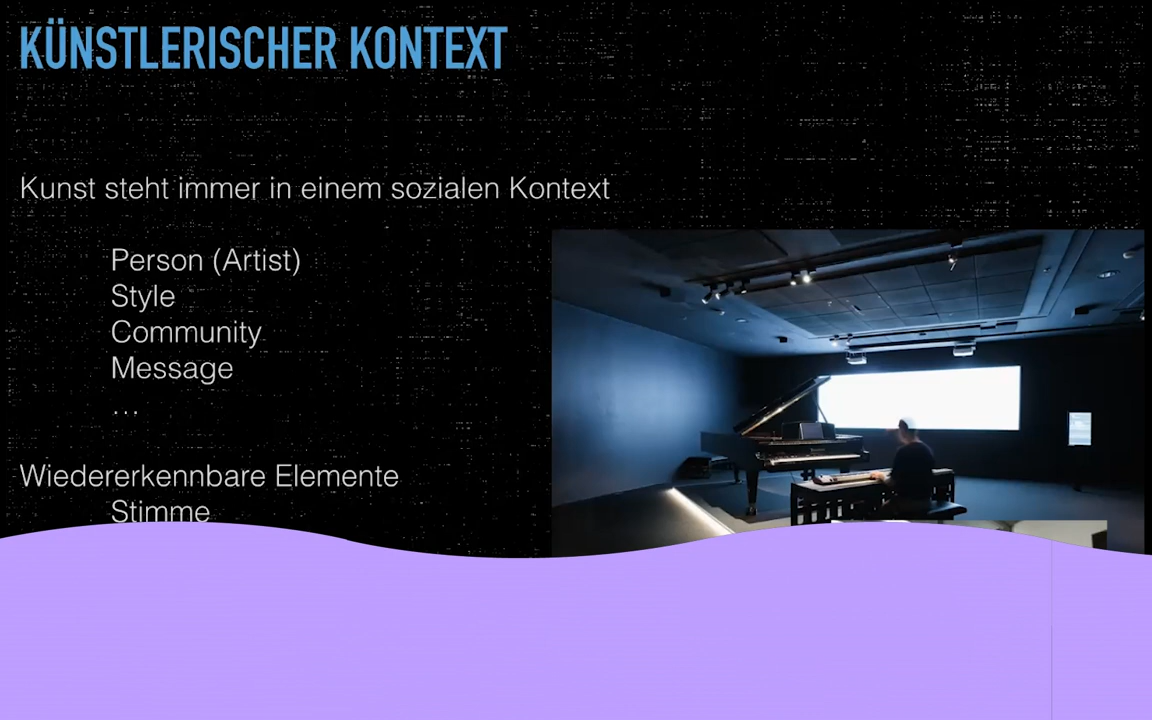 KÜNSTLERISCHER KONTEXT
Kunst steht immer in einem sozialen Kontext
Person (Artist)
Style
Community
Message
...
Wiedererkennbare Elemente
Stimme